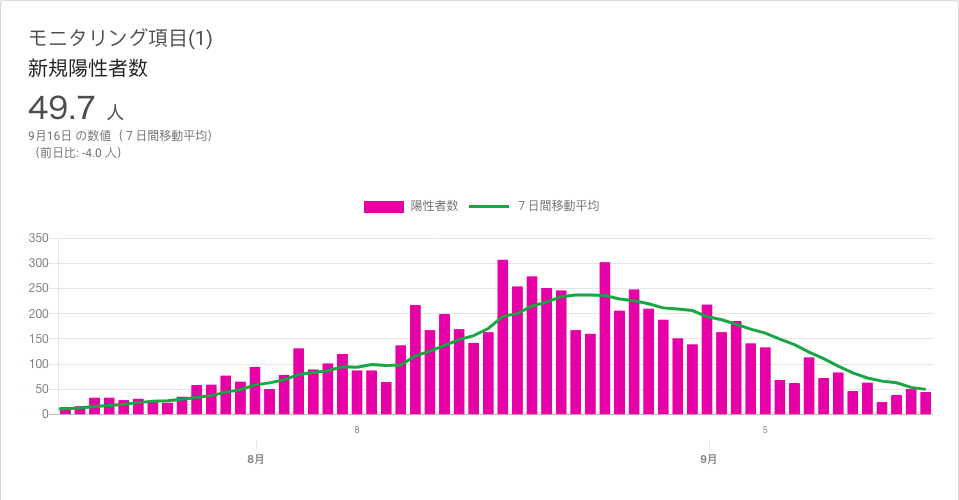 モニタリング項目(1)
新規陽性者数
49.7 人
9月16日 の数値（７日間移動平均）
（前日比: -4.0 人）
陽性者数 ７日間移動平均
350
300
250
200
150
100
50
0
8 5
8月 9月